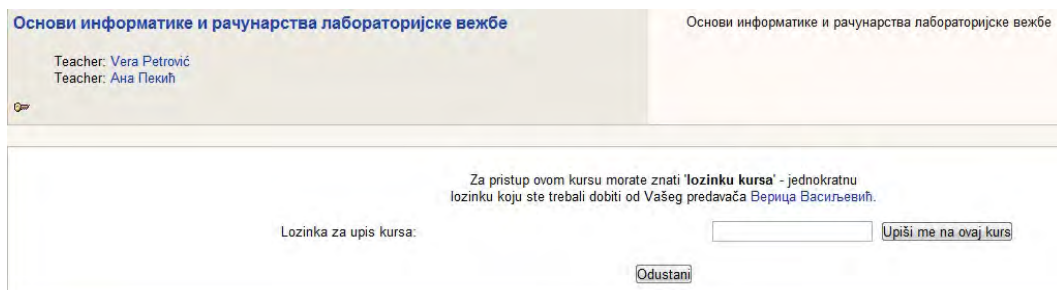 Основи информатике и рачунарства лабораторијске вежбе
Teacher: Vera Petrović
Teacher: Ана Пекић
Основи информатике и рачунарства лабораторијске вежбе
Za pristup ovom kursu morate znati 'lozinku kursa' - jednokratnu
lozinku koju ste trebali dobiti od Vašeg predavača Верица Васиљевић.
Lozinka za upis kursa:
Upiši me na ovaj kurs
Odustani